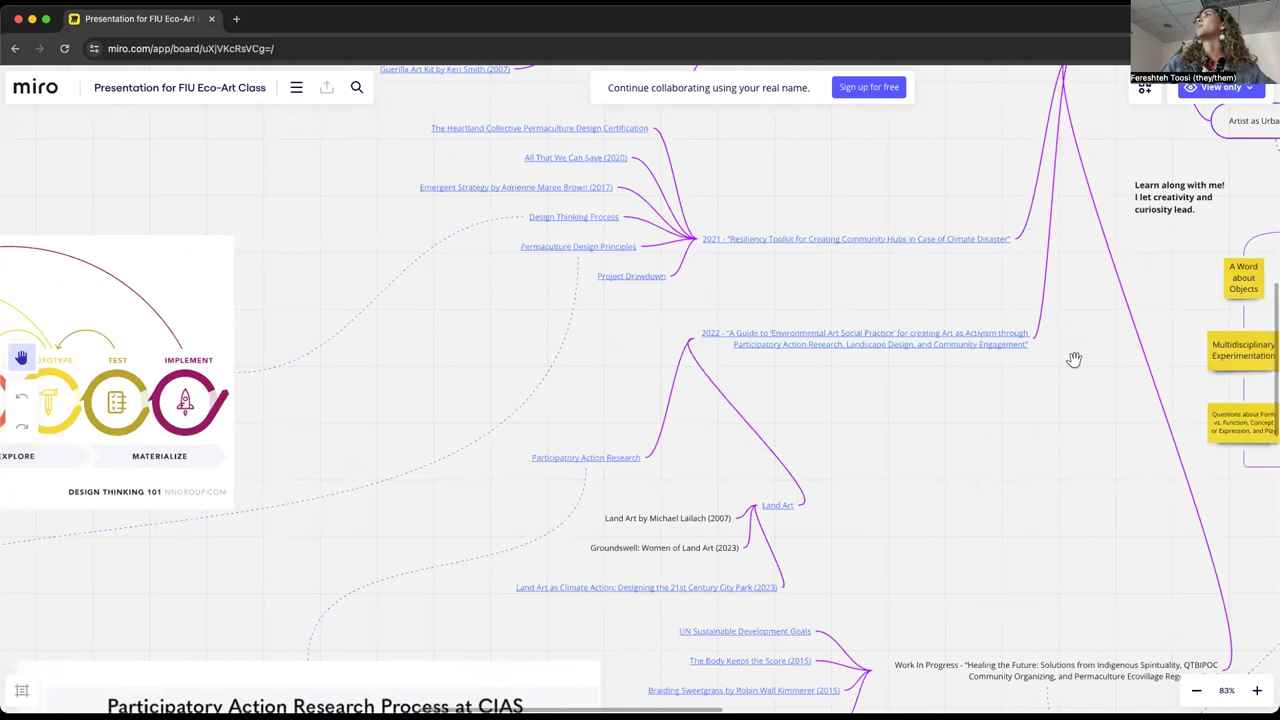 Presentation for FIU Eco-Art
miro.com/app/board/uXjVKcRsVCg=/
Fereshteh Toosi (they/them)
miro
Presentation for FIU Eco-Art Class
Continue collaborating using your real name.
Sign up for free
View only
Guerilla Art Kit by Keri Smith (2007)
The Heartland Collective Permaculture Design Certification
All That We Can Save (2020)
Emergent Strategy by Adrienne Maree Brown (2017)
Design Thinking Process
Permaculture Design Principles
Project Drawdown
2021 - "Resiliency Toolkit for Creating Community Hubs in Case of Climate Disaster"
2022 - "A Guide to 'Environmental Art Social Practice' for creating Art as Activism through
Participatory Action Research, Landscape Design, and Community Engagement"
Participatory Action Research
Land Art
Land Art by Michael Lailach (2007)
Groundswell: Women of Land Art (2023)
Land Art as Climate Action: Designing the 21st Century City Park (2023)
UN Sustainable Development Goals
The Body Keeps the Score (2015)
Braiding Sweetgrass by Robin Wall Kimmerer (2015)
Work In Progress - "Healing the Future: Solutions from Indigenous Spirituality, QTBIPOC
Community Organizing, and Permaculture Ecovillage
Artist as
Learn along with me!
I let creativity and
curiosity lead.
A Word
about
Objects
Multidisciplinary
Experimentation
Questions about Form
vs. Function, Concept
or Expression, and
TEST
IMPLEMENT
MATERIALIZE
DESIGN THINKING 101 NNGROUP.COM
Participatory Action Research Process at CIAS
83%